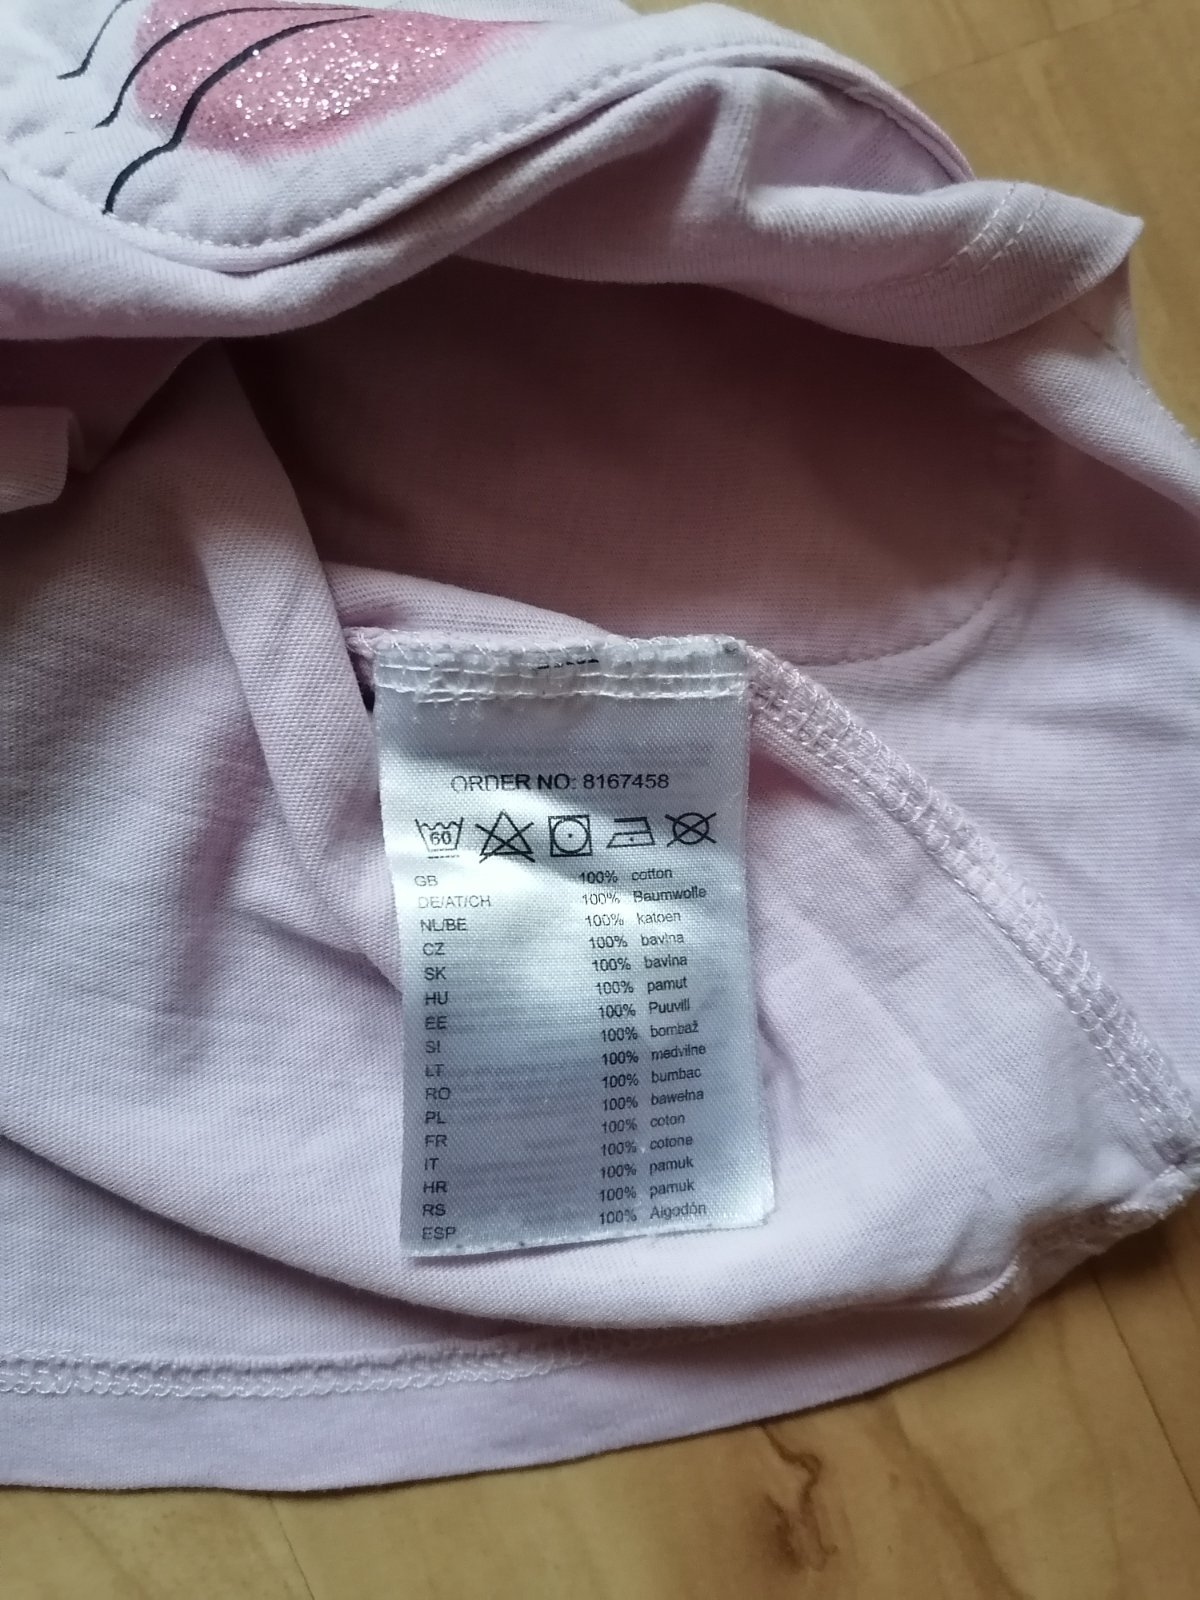 ORDER NO: 8167458
60
GB 100% cotton
DE/AT/CH 100% Baumwolle
NL/BE 100% katoen
CZ 100% bavlna
SK 100% bavlna
HU 100% pamut
EE 100% Puuvill
SI 100% bombaž
LT 100% medvilne
RO 100% bumbac
PL 100% bawełna
FR 100% coton
IT 100% cotone
HR 100% pamuk
RS 100% pamuk
ESP 100% Algodón